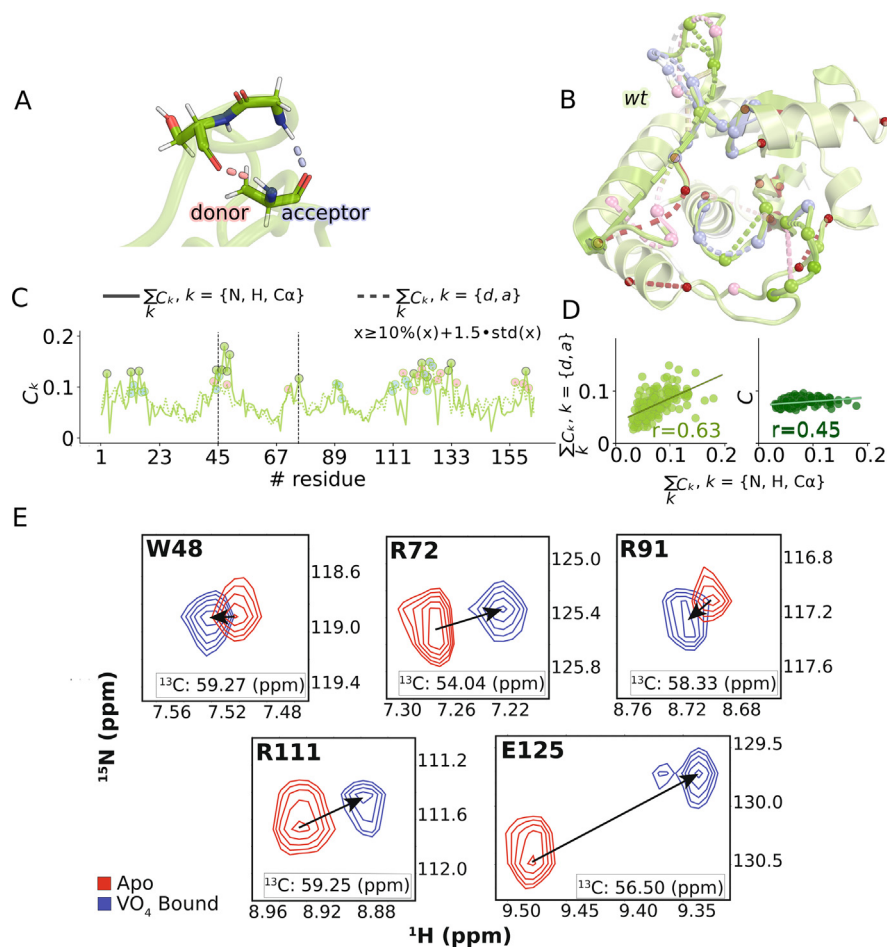 A
donor
acceptor
B
wt
C
∑ Cₖ, k = {N, H, Cα}
k
∑ Cₖ, k = {d, a}
k
x≥10%(x)+1.5•std(x)
Cₖ
0.2
0.1
0
1 23 45 67 89 111 133 155
# residue
D
∑ Cₖ, k = {d, a}
k
0.1
0
r=0.63
0.0 0.1
C
r=0.45
0.0 0.1 0.2
∑ Cₖ, k = {N, H, Cα}
k
E
W48
118.6
119.0
119.4
¹³C: 59.27 (ppm)
7.56 7.52 7.48
R72
125.0
125.4
125.8
¹³C: 54.04 (ppm)
7.30 7.26 7.22
R91
116.8
117.2
117.6
¹³C: 58.33 (ppm)
8.76 8.72 8.68
¹⁵N (ppm)
R111
111.2
111.6
112.0
¹³C: 59.25 (ppm)
8.96 8.92 8.88
E125
129.5
130.0
130.5
¹³C: 56.50 (ppm)
9.50 9.45 9.40 9.35
Apo
VO₄ Bound
¹H (ppm)